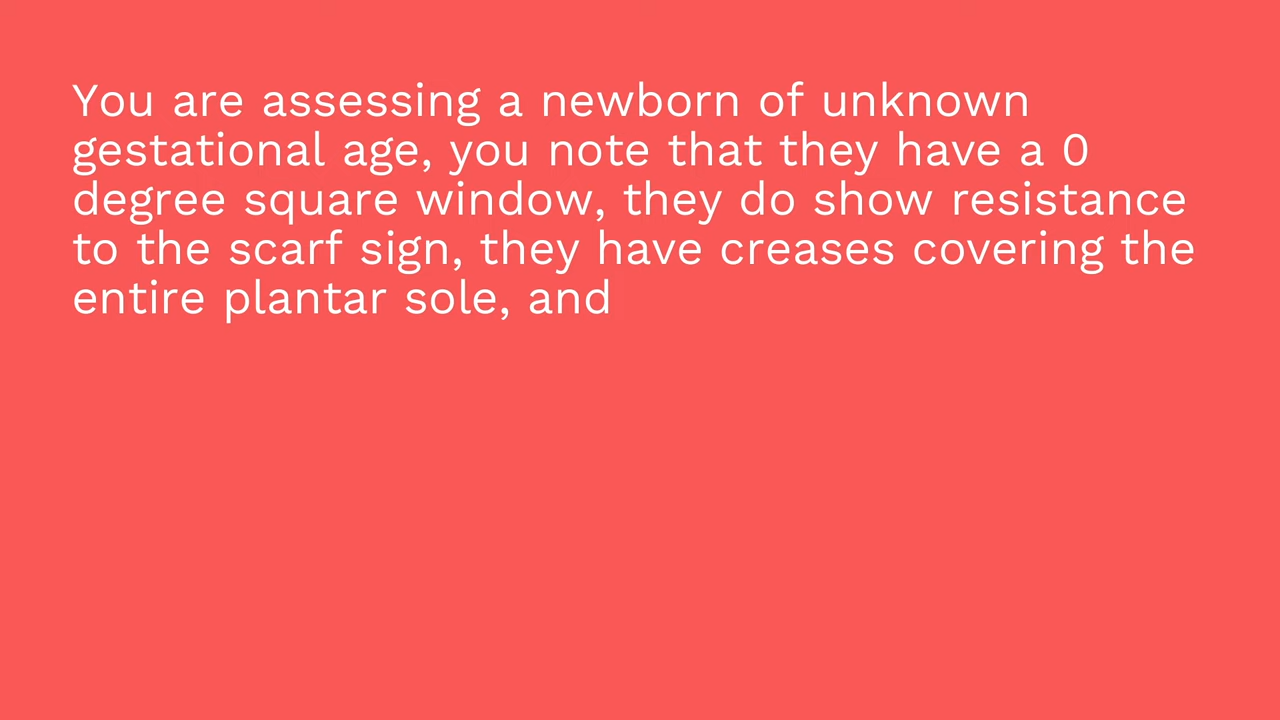 You are assessing a newborn of unknown
gestational age, you note that they have a 0
degree square window, they do show resistance
to the scarf sign, they have creases covering the
entire plantar sole, and